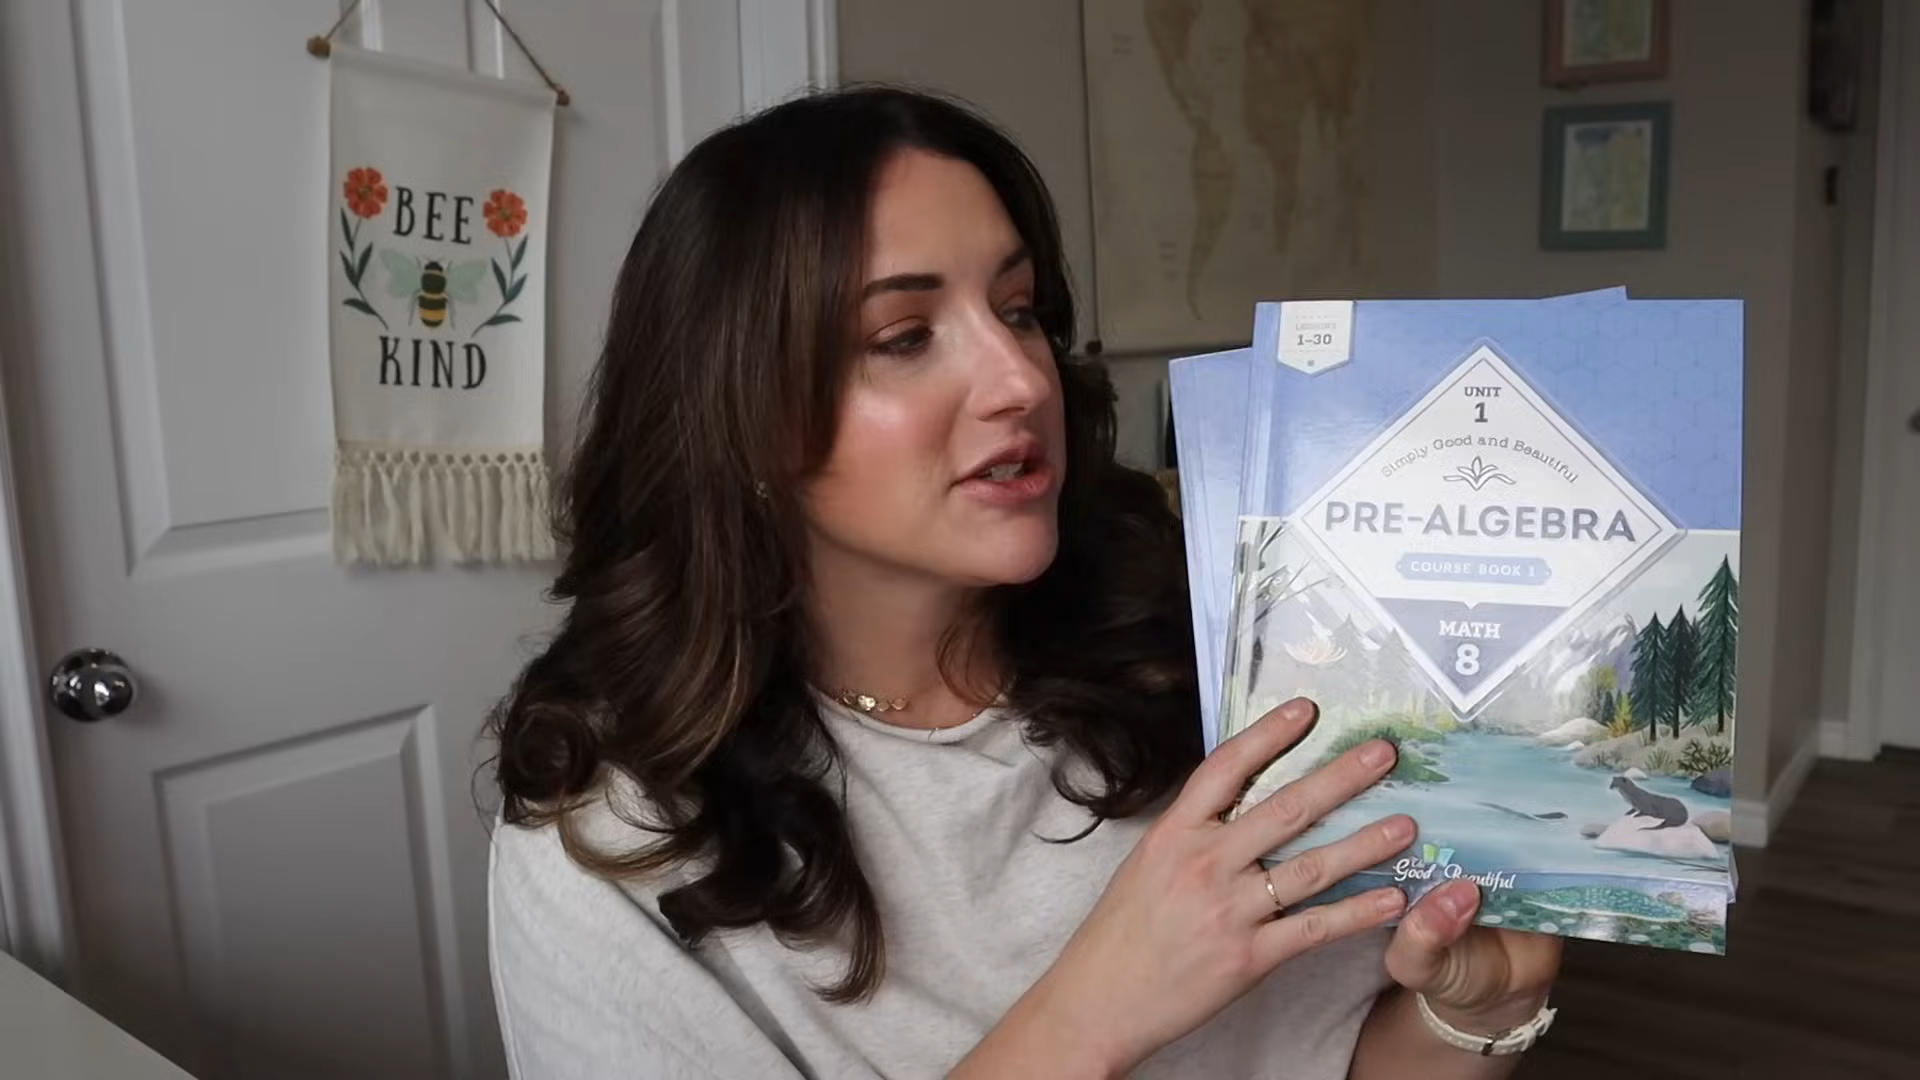 BEE
KIND
LESSONS
1-30
UNIT
1
Simply Good and Beautiful
PRE-ALGEBRA
COURSE BOOK 1
MATH
8
The
Good Beautiful